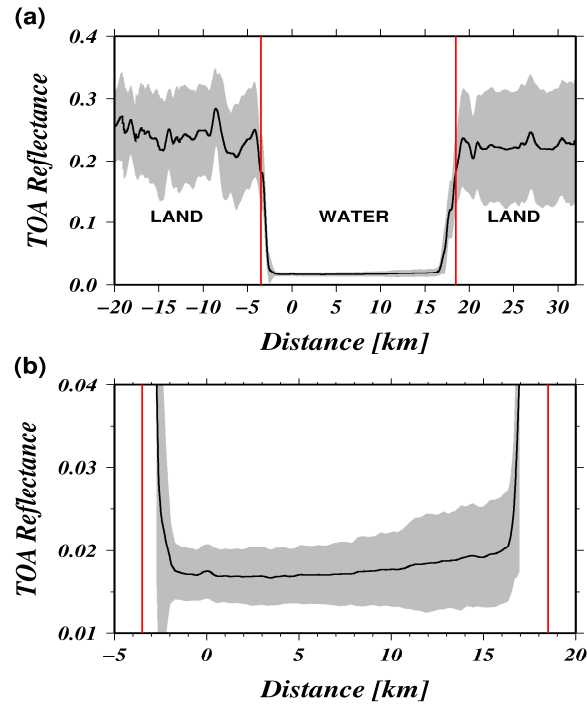 (a)
TOA Reflectance
0.4
0.3
0.2
0.1
0.0
LAND WATER LAND
−20 −15 −10 −5 0 5 10 15 20 25 30
Distance [km]
(b)
TOA Reflectance
0.04
0.03
0.02
0.01
−5 0 5 10 15 20
Distance [km]